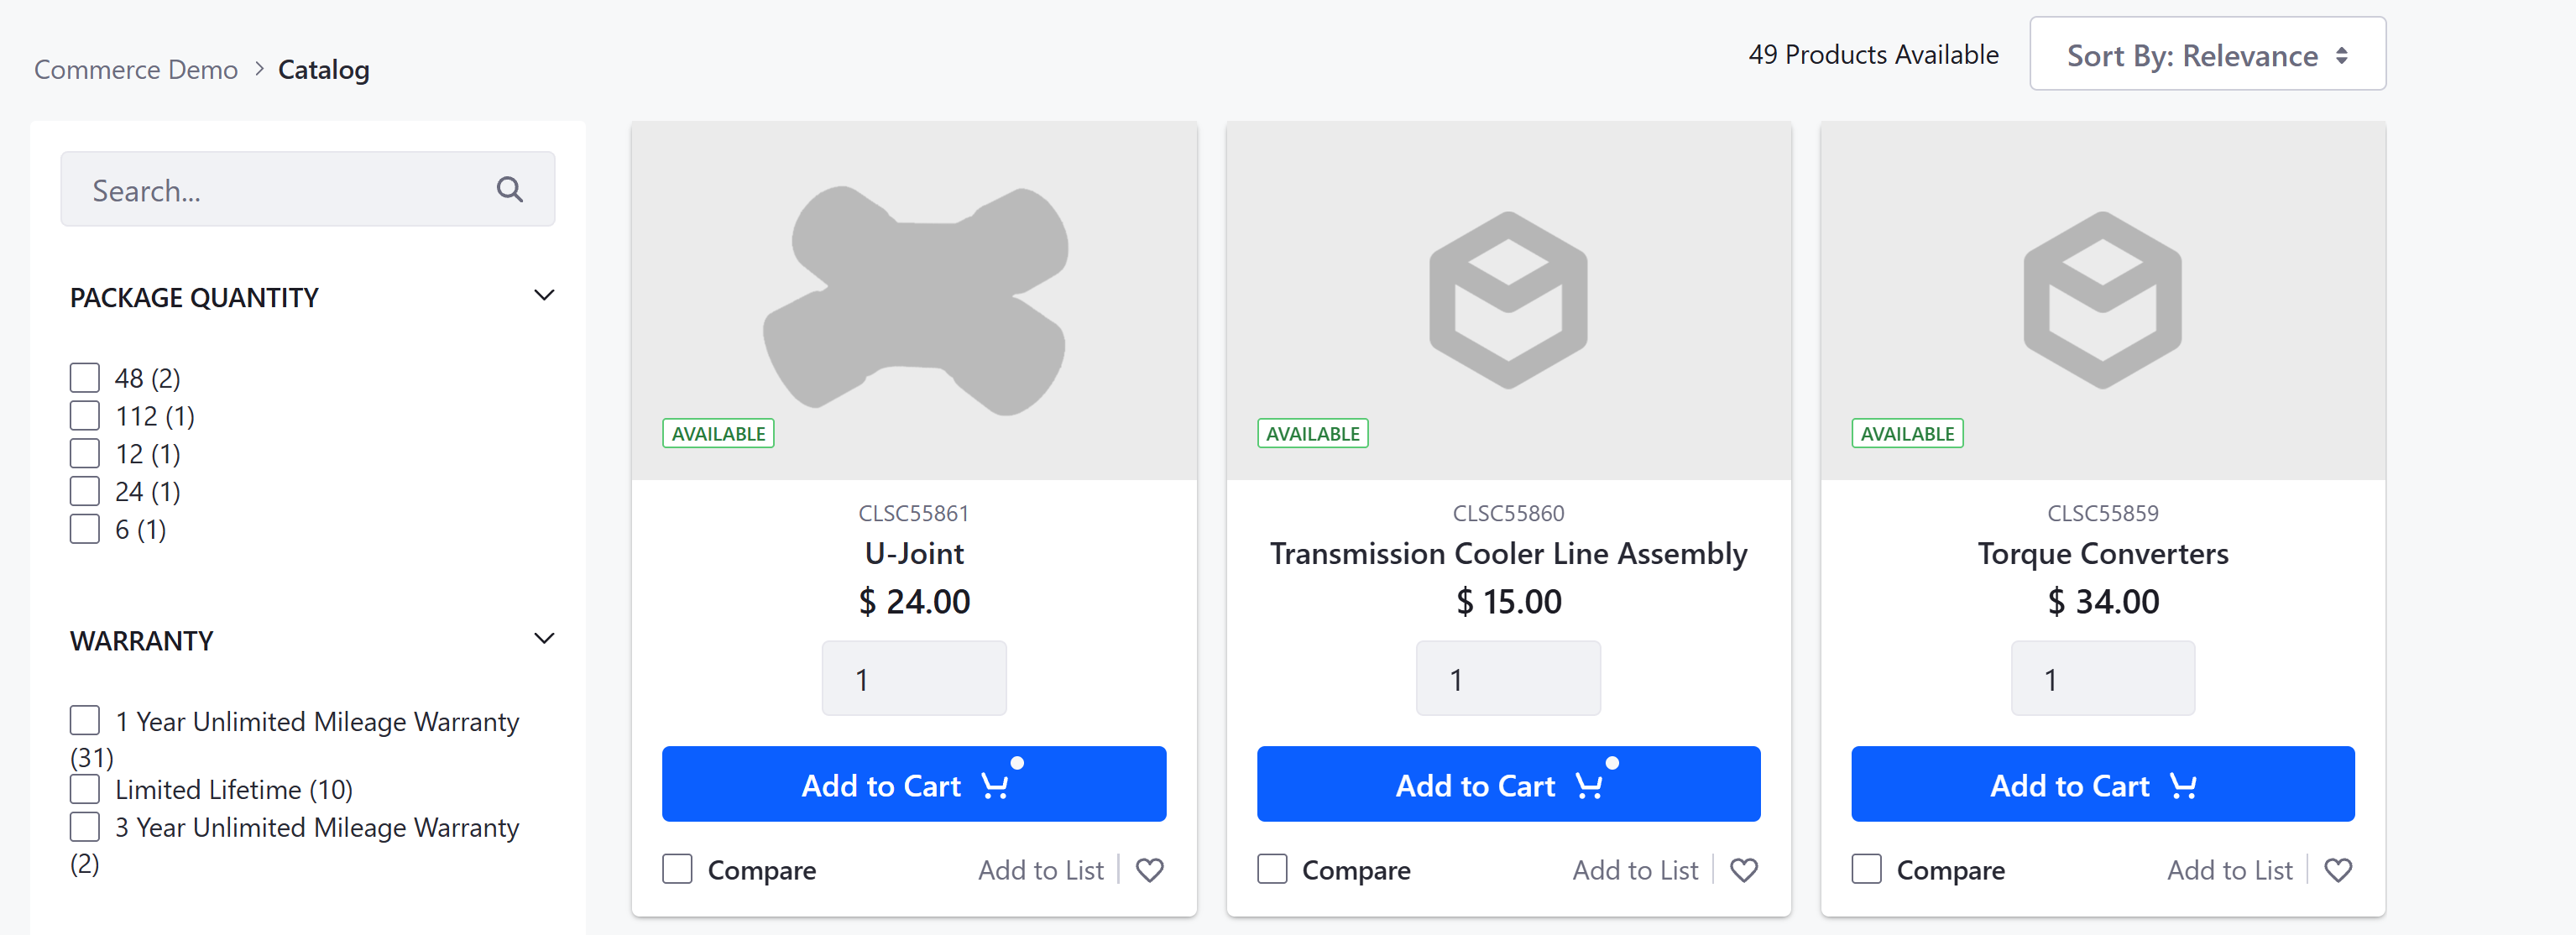 Commerce Demo > Catalog
49 Products Available
Sort By: Relevance
Search...
PACKAGE QUANTITY
48 (2)
112 (1)
12 (1)
24 (1)
6 (1)
WARRANTY
1 Year Unlimited Mileage Warranty
(31)
Limited Lifetime (10)
3 Year Unlimited Mileage Warranty
(2)
AVAILABLE
CLSC55861
U-Joint
$ 24.00
1
Add to Cart
Compare
Add to List
AVAILABLE
CLSC55860
Transmission Cooler Line Assembly
$ 15.00
1
Add to Cart
Compare
Add to List
AVAILABLE
CLSC55859
Torque Converters
$ 34.00
1
Add to Cart
Compare
Add to List